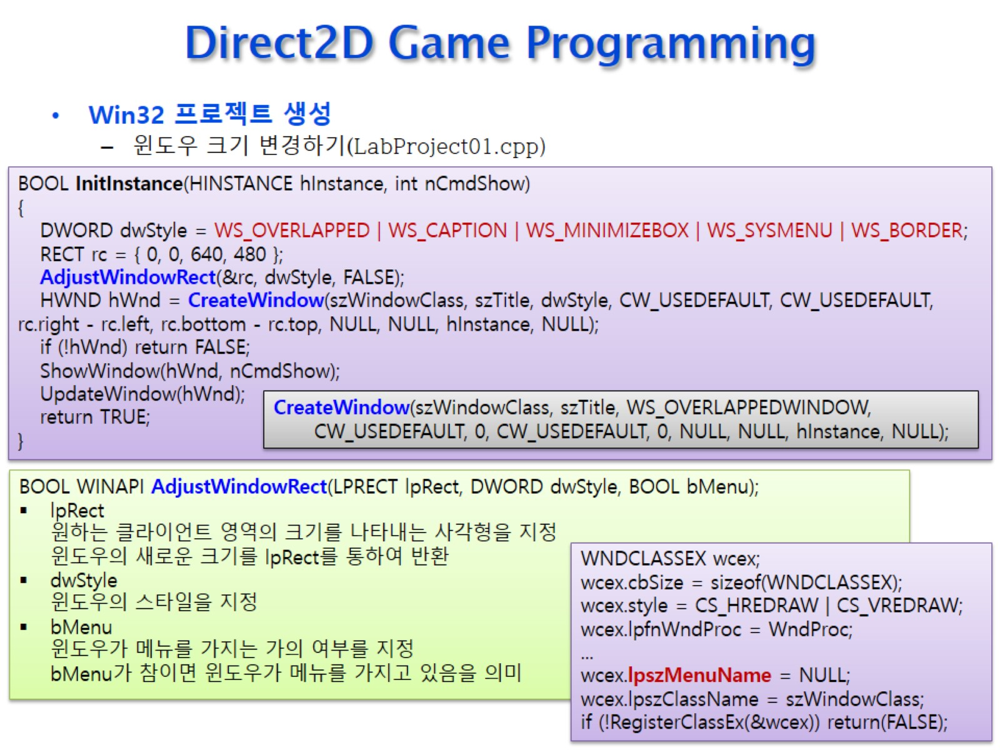 Direct2D Game Programming
• Win32 프로젝트 생성
– 윈도우 크기 변경하기(LabProject01.cpp)
BOOL InitInstance(HINSTANCE hInstance, int nCmdShow)
{
DWORD dwStyle = WS_OVERLAPPED | WS_CAPTION | WS_MINIMIZEBOX | WS_SYSMENU | WS_BORDER;
RECT rc = { 0, 0, 640, 480 };
AdjustWindowRect(&rc, dwStyle, FALSE);
HWND hWnd = CreateWindow(szWindowClass, szTitle, dwStyle, CW_USEDEFAULT, CW_USEDEFAULT,
rc.right - rc.left, rc.bottom - rc.top, NULL, NULL, hInstance, NULL);
if (!hWnd) return FALSE;
ShowWindow(hWnd, nCmdShow);
UpdateWindow(hWnd);
return TRUE;
}
CreateWindow(szWindowClass, szTitle, WS_OVERLAPPEDWINDOW,
CW_USEDEFAULT, 0, CW_USEDEFAULT, 0, NULL, NULL, hInstance, NULL);
BOOL WINAPI AdjustWindowRect(LPRECT lpRect, DWORD dwStyle, BOOL bMenu);
▪ lpRect
원하는 클라이언트 영역의 크기를 나타내는 사각형을 지정
윈도우의 새로운 크기를 lpRect를 통하여 반환
▪ dwStyle
윈도우의 스타일을 지정
▪ bMenu
윈도우가 메뉴를 가지는 가의 여부를 지정
bMenu가 참이면 윈도우가 메뉴를 가지고 있음을 의미
WNDCLASSEX wcex;
wcex.cbSize = sizeof(WNDCLASSEX);
wcex.style = CS_HREDRAW | CS_VREDRAW;
wcex.lpfnWndProc = WndProc;
...
wcex.lpszMenuName = NULL;
wcex.lpszClassName = szWindowClass;
if (!RegisterClassEx(&wcex)) return(FALSE);